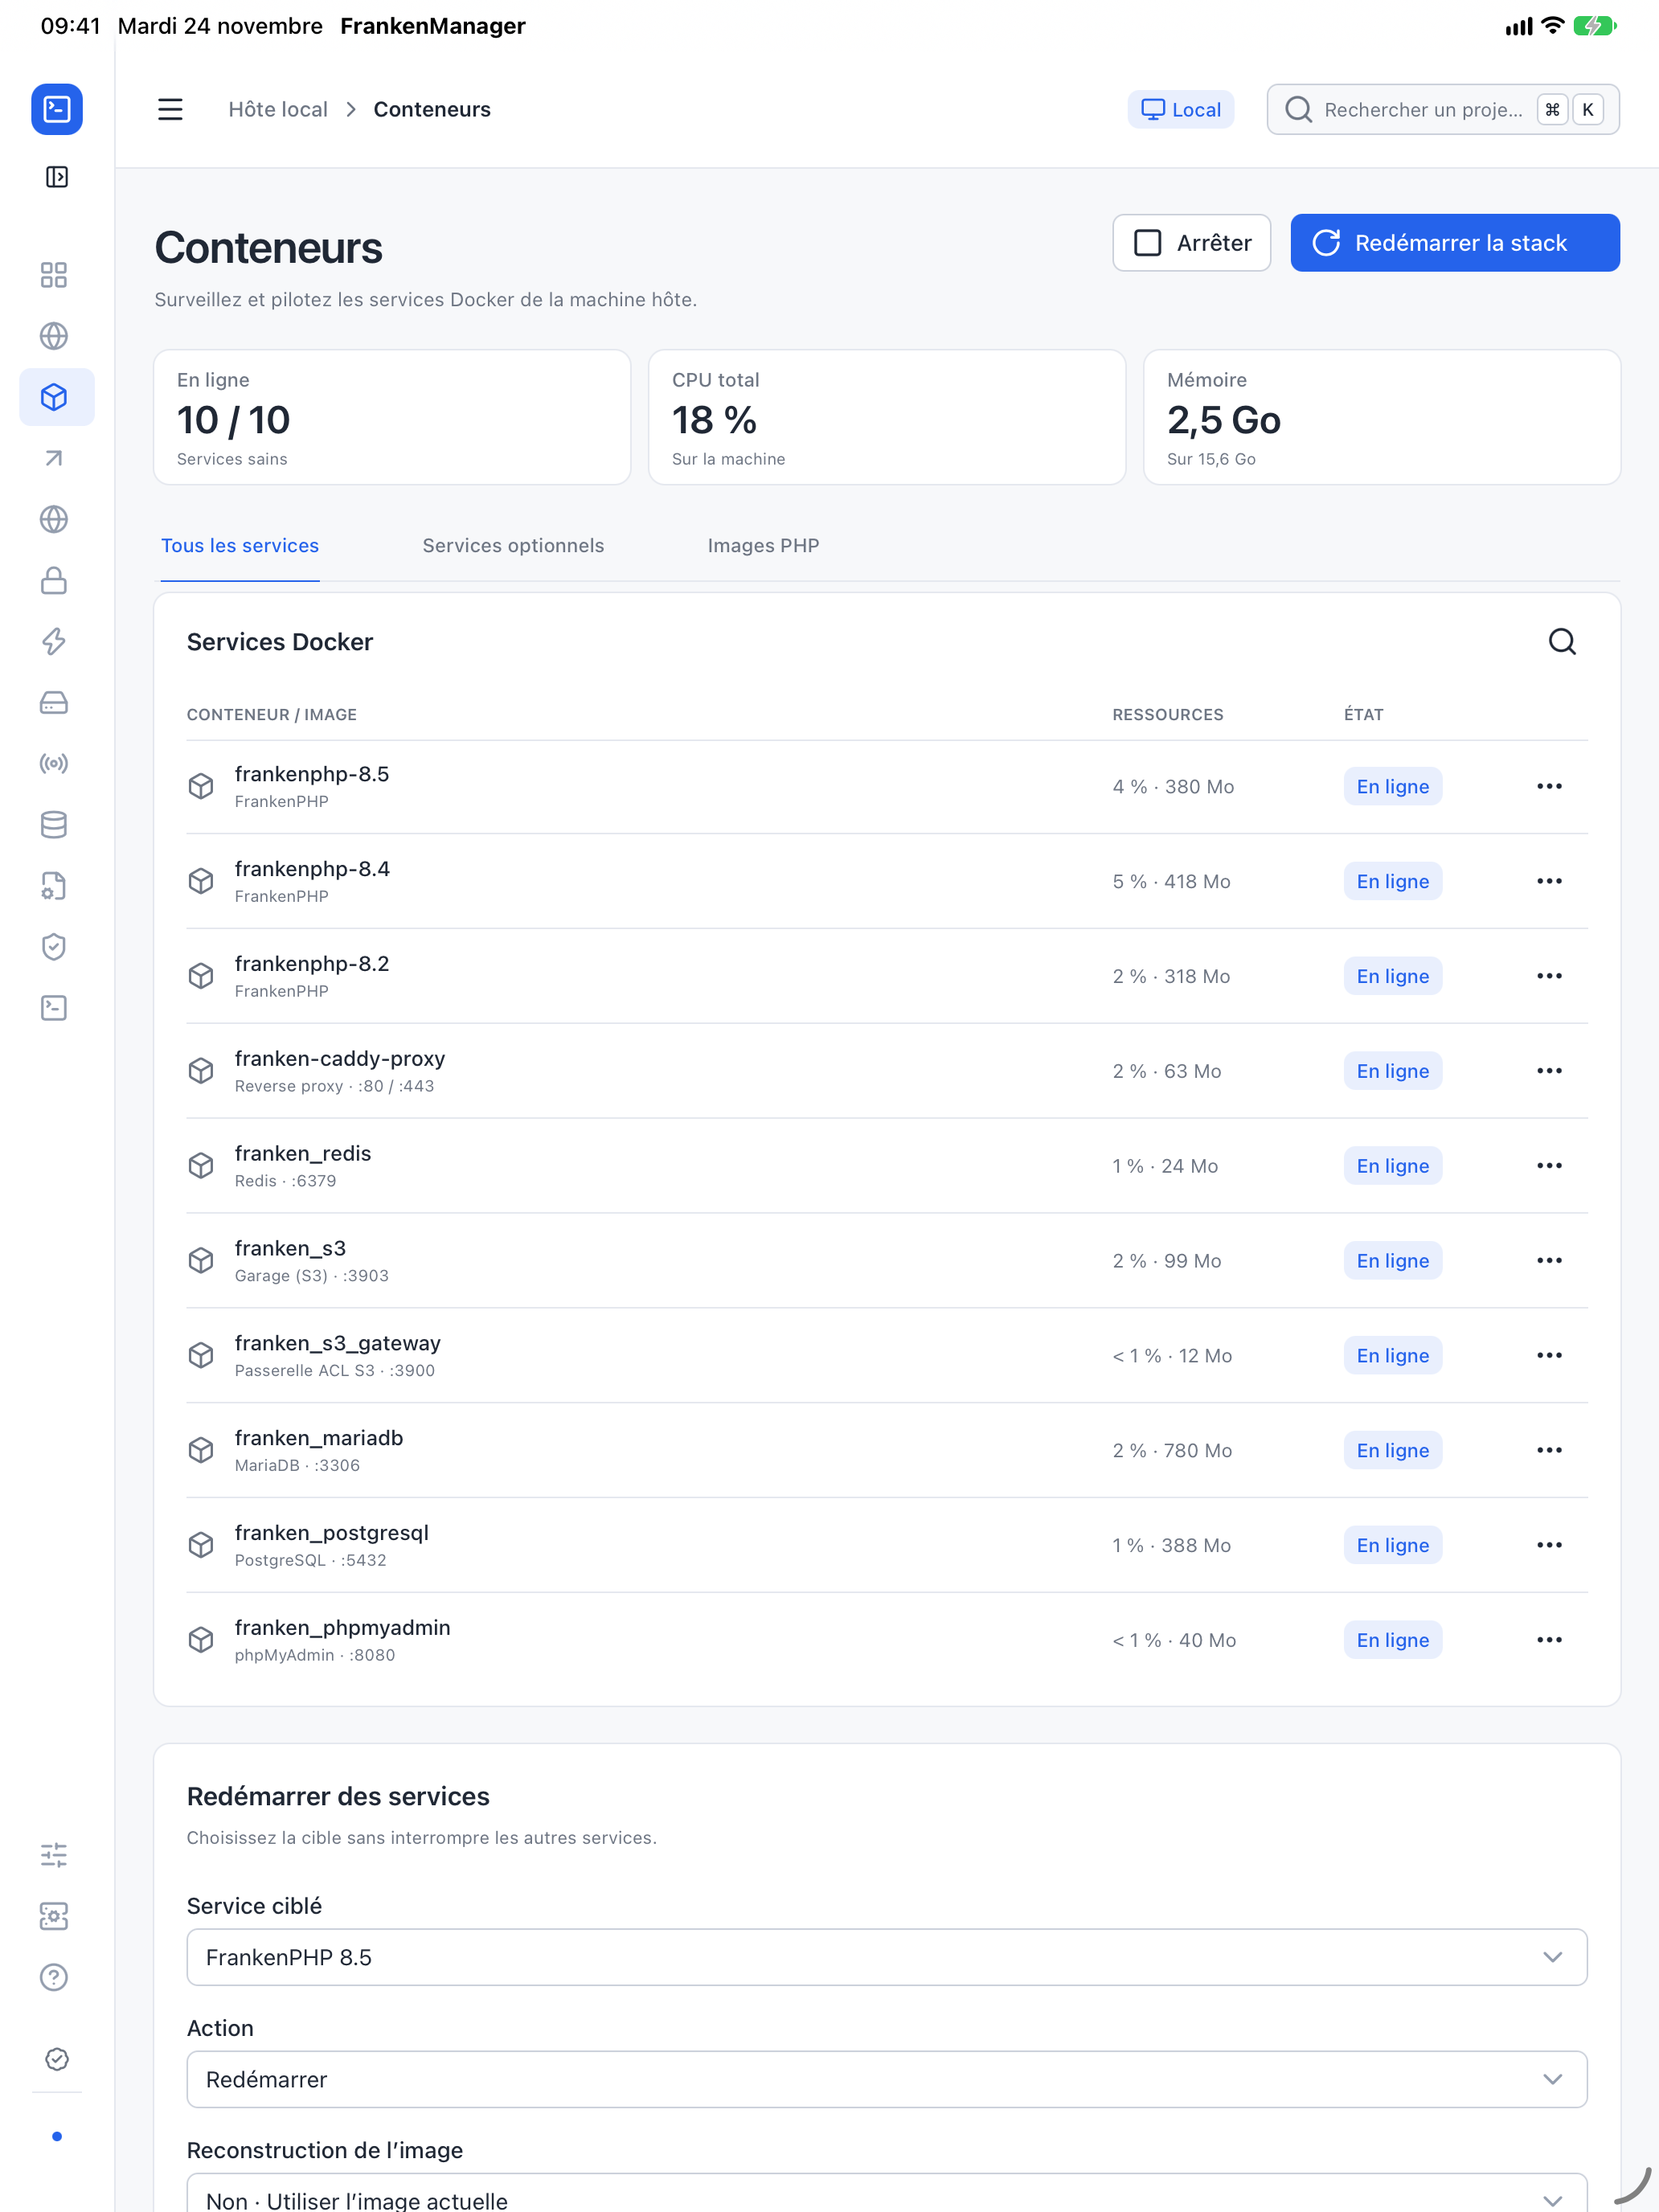 09:41 Mardi 24 novembre FrankenManager
Hôte local Conteneurs
Local
Rechercher un proje... ⌘ K
Conteneurs
Arrêter
Redémarrer la stack
Surveillez et pilotez les services Docker de la machine hôte.
En ligne
10 / 10
Services sains
CPU total
18 %
Sur la machine
Mémoire
2,5 Go
Sur 15,6 Go
Tous les services
Services optionnels
Images PHP
Services Docker
CONTENEUR / IMAGE RESSOURCES ÉTAT
frankenphp-8.5
FrankenPHP
4 % · 380 Mo
En ligne
frankenphp-8.4
FrankenPHP
5 % · 418 Mo
En ligne
frankenphp-8.2
FrankenPHP
2 % · 318 Mo
En ligne
franken-caddy-proxy
Reverse proxy · :80 / :443
2 % · 63 Mo
En ligne
franken_redis
Redis · :6379
1 % · 24 Mo
En ligne
franken_s3
Garage (S3) · :3903
2 % · 99 Mo
En ligne
franken_s3_gateway
Passerelle ACL S3 · :3900
< 1 % · 12 Mo
En ligne
franken_mariadb
MariaDB · :3306
2 % · 780 Mo
En ligne
franken_postgresql
PostgreSQL · :5432
1 % · 388 Mo
En ligne
franken_phpmyadmin
phpMyAdmin · :8080
< 1 % · 40 Mo
En ligne
Redémarrer des services
Choisissez la cible sans interrompre les autres services.
Service ciblé
FrankenPHP 8.5
Action
Redémarrer
Reconstruction de l’image
Non · Utiliser l’image actuelle